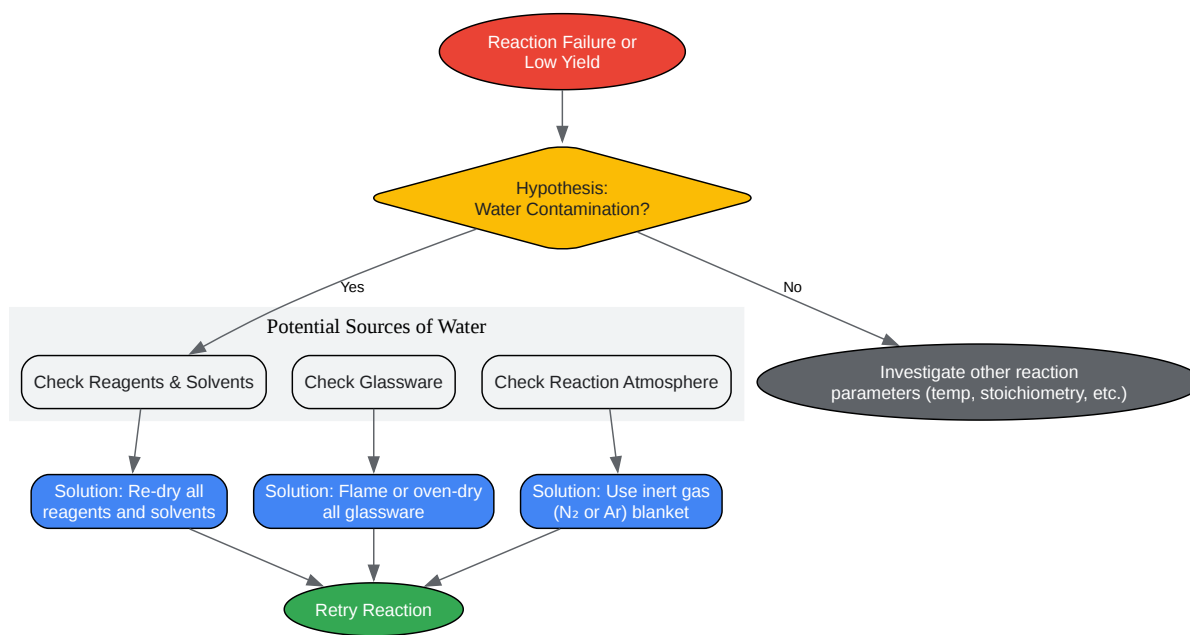 Reaction Failure or
Low Yield
Hypothesis:
Water Contamination?
Yes
No
Potential Sources of Water
Check Reagents & Solvents
Check Glassware
Check Reaction Atmosphere
Investigate other reaction
parameters (temp, stoichiometry, etc.)
Solution: Re-dry all
reagents and solvents
Solution: Flame or oven-dry
all glassware
Solution: Use inert gas
(N₂ or Ar) blanket
Retry Reaction